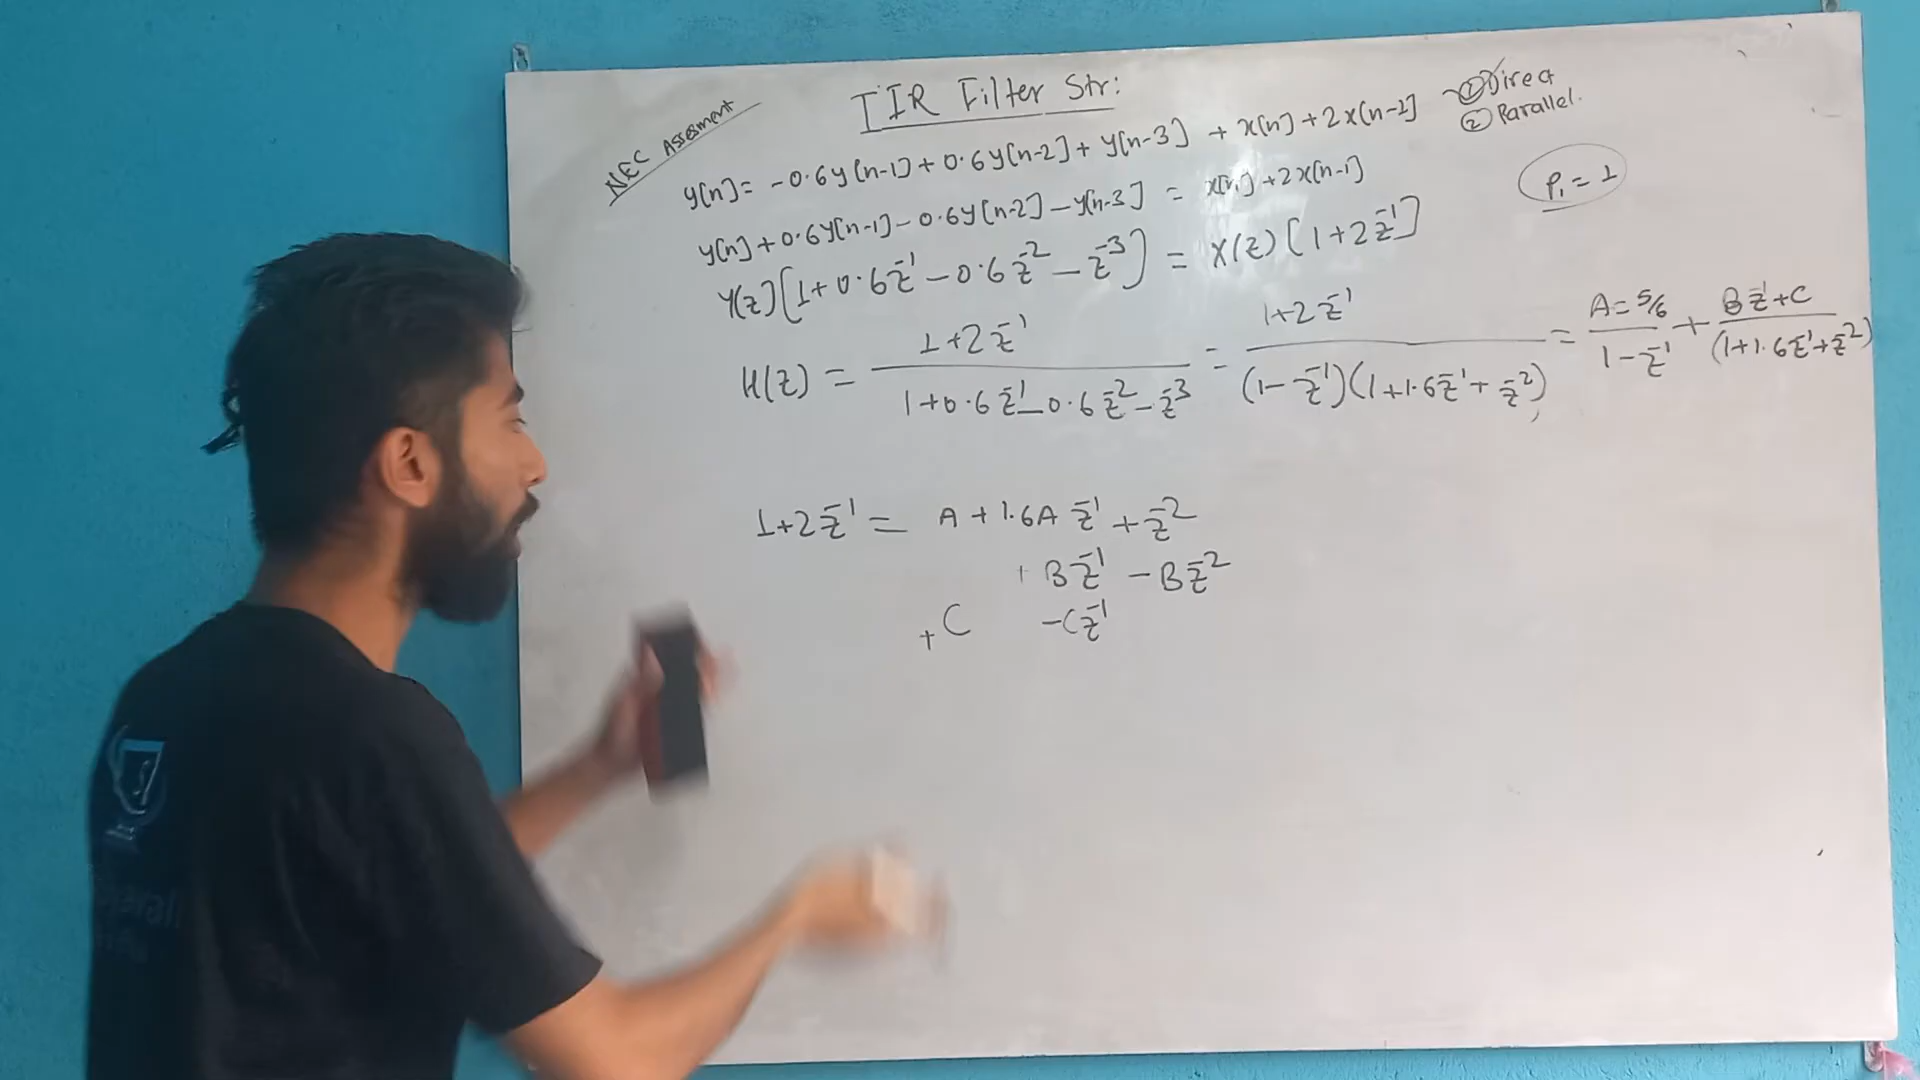 NEC Assesment
IIR Filter Str:
① Direct
② Parallel.
y[n] = -0.6y[n-1] + 0.6y[n-2] + y[n-3] + x[n] + 2x[n-1]
y[n] + 0.6y[n-1] - 0.6y[n-2] - y[n-3] = x[n] + 2x[n-1]
P₁ = 1
Y(z)[1 + 0.6z⁻¹ - 0.6z⁻² - z⁻³] = X(z)[1 + 2z⁻¹]
H(z) = (1 + 2z⁻¹) / (1 + 0.6z⁻¹ - 0.6z⁻² - z⁻³) = (1 + 2z⁻¹) / ((1 - z⁻¹)(1 + 1.6z⁻¹ + z⁻²)) = (A = 5/6) / (1 - z⁻¹) + (Bz⁻¹ + C) / (1 + 1.6z⁻¹ + z⁻²)
1 + 2z⁻¹ = A + 1.6A z⁻¹ + z⁻²
+ Bz⁻¹ - Bz⁻²
+ C - Cz⁻¹